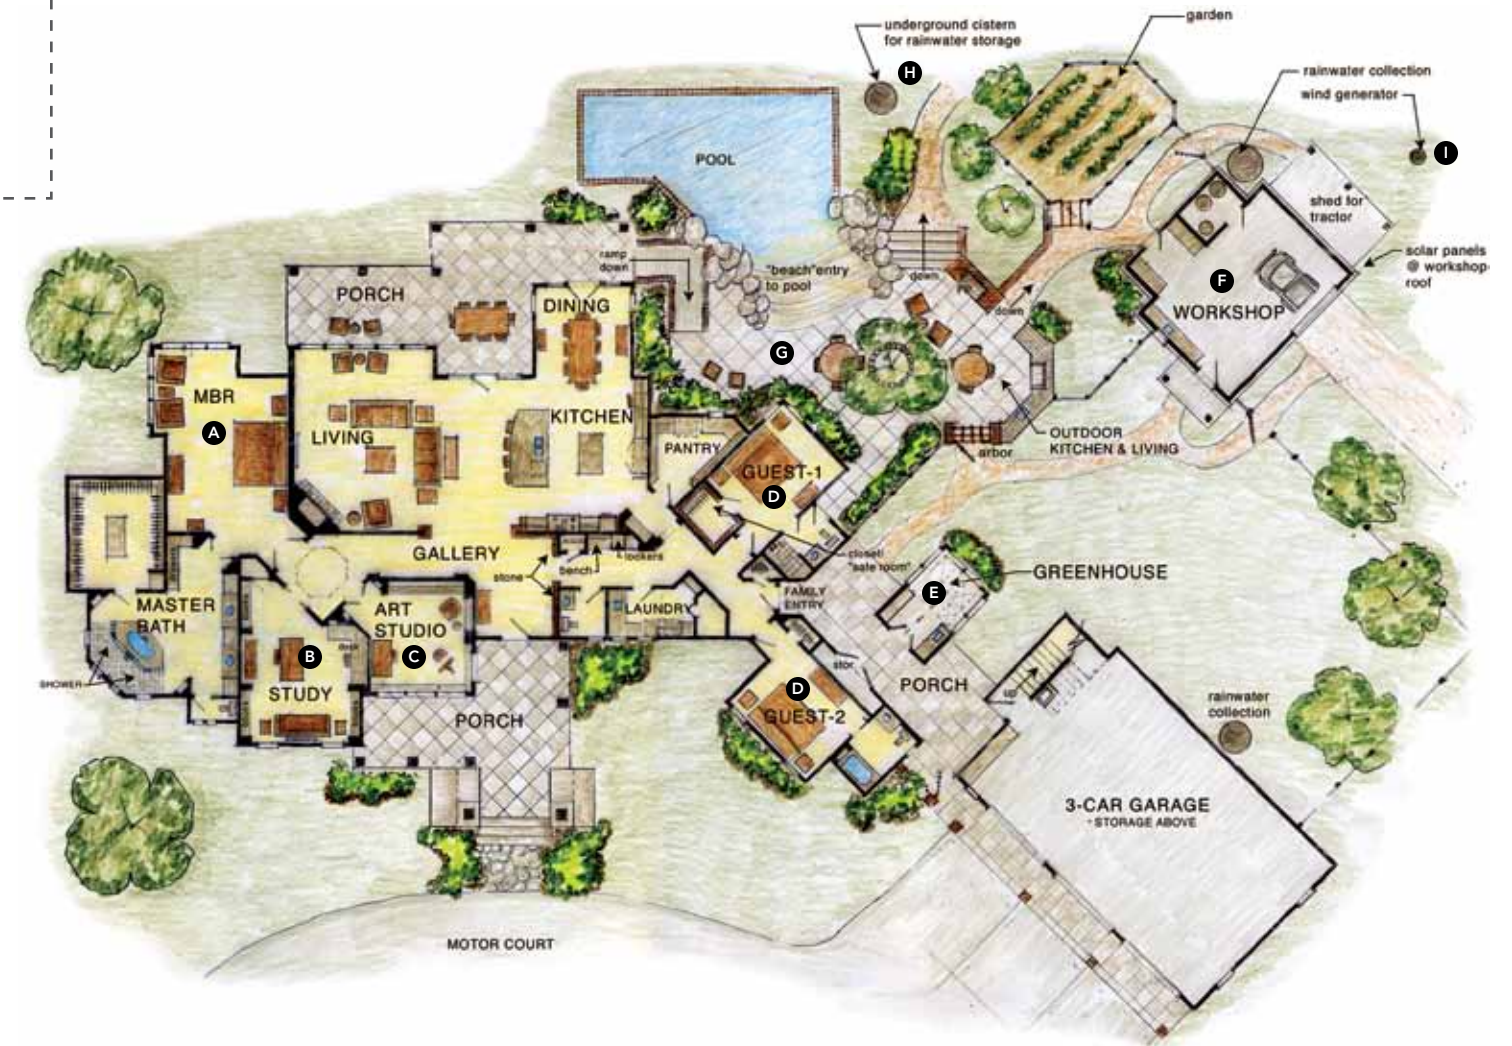 underground cistern
for rainwater storage
H
garden
rainwater collection
wind generator
I
POOL
shed for
tractor
solar panels
@ workshop
roof
ramp
down
"beach" entry
to pool
down
down
F
WORKSHOP
PORCH
DINING
G
MBR
A
LIVING
KITCHEN
PANTRY
GUEST-1
D
OUTDOOR
KITCHEN & LIVING
arbor
GALLERY
stone
bench
lockers
closet/
"safe room"
E
GREENHOUSE
FAMILY
ENTRY
LAUNDRY
MASTER
BATH
ART
STUDIO
C
B
desk
STUDY
SHOWER
stor
D
GUEST-2
PORCH
up
PORCH
rainwater
collection
3-CAR GARAGE
* STORAGE ABOVE
MOTOR COURT